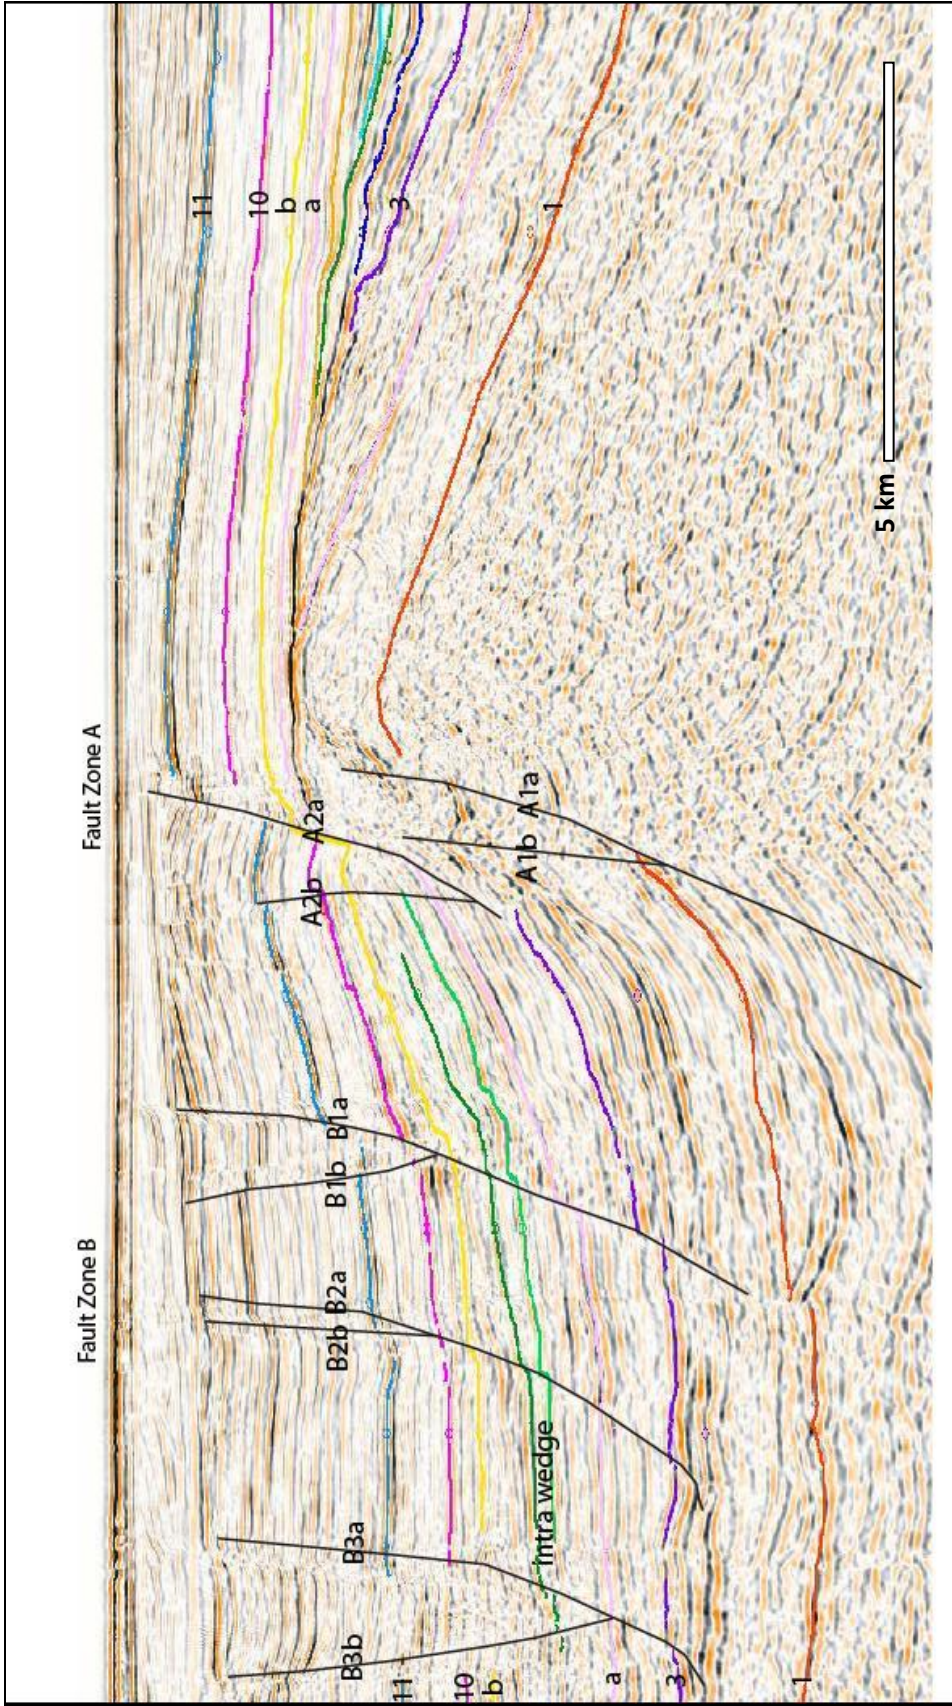 Fault Zone B
Fault Zone A
11
10
b
a
A2b
A2a
B3b
B3a
B2b
B2a
B1b
B1a
3
11
10
b
A1b
A1a
Intra wedge
1
a
3
1
5 km